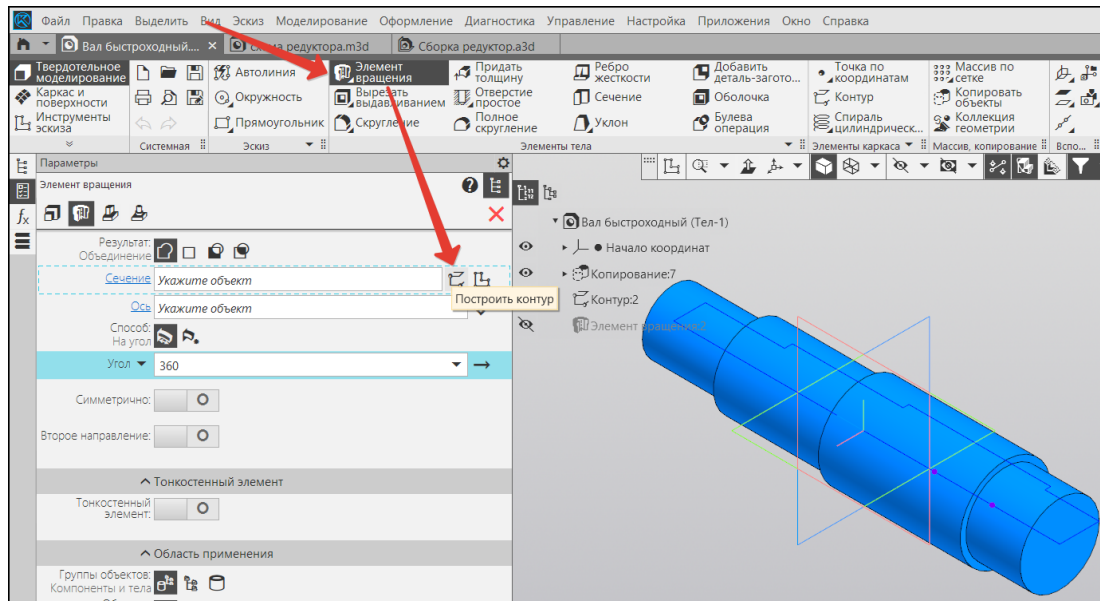 Файл Правка Выделить Вид Эскиз Моделирование Оформление Диагностика Управление Настройка Приложения Окно Справка
Вал быстроходный.... редуктора.m3d Сборка редуктор.a3d
Твердотельное моделирование
Каркас и поверхности
Инструменты эскиза
Системная
Автолиния
Окружность
Прямоугольник
Эскиз
Элемент вращения
Вырезать выдавливанием
Скругление
Придать толщину
Отверстие простое
Полное скругление
Ребро жесткости
Сечение
Уклон
Добавить деталь-загото...
Оболочка
Булева операция
Элементы тела
Точка по координатам
Контур
Спираль цилиндрическ...
Элементы каркаса
Массив по сетке
Копировать объекты
Коллекция геометрии
Массив, копирование
Вспо...
Параметры
Элемент вращения
Результат:
Объединение
Сечение Укажите объект
Построить контур
Ось Укажите объект
Способ:
На угол
Угол 360
Симметрично:
Второе направление:
Тонкостенный элемент
Тонкостенный
элемент:
Область применения
Группы объектов:
Компоненты и тела
Вал быстроходный (Тел-1)
Начало координат
Копирование:7
Контур:2
Элемент вращения:2